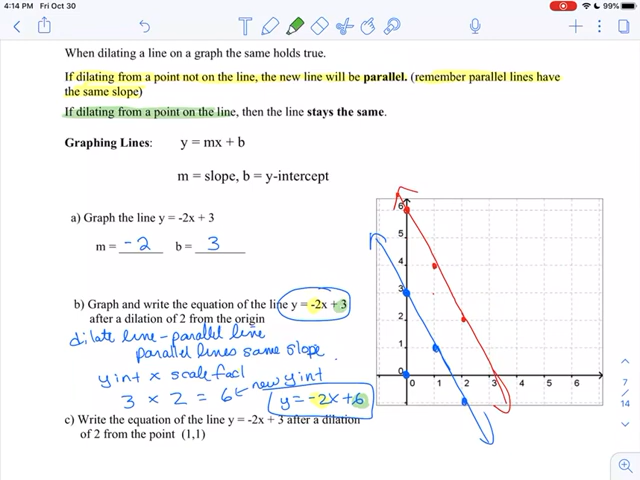 4:14 PM Fri Oct 30
99%
When dilating a line on a graph the same holds true.
If dilating from a point not on the line, the new line will be parallel. (remember parallel lines have
the same slope)
If dilating from a point on the line, then the line stays the same.
Graphing Lines: y = mx + b
m = slope, b = y-intercept
a) Graph the line y = -2x + 3
m = -2 b = 3
b) Graph and write the equation of the line y = -2x + 3
after a dilation of 2 from the origin
dilate line - parallel line
parallel lines same slope
y int x scale fact
3 x 2 = 6 ← new y int
y = -2x + 6
c) Write the equation of the line y = -2x + 3 after a dilation
of 2 from the point (1,1)
6
5
4
3
2
1
0
0 1 2 3 4 5 6
7
14